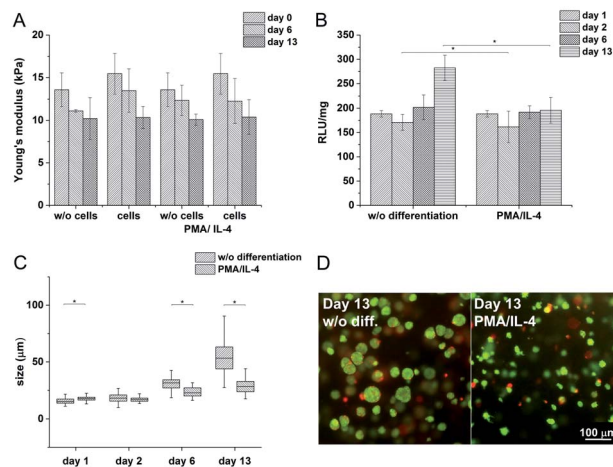 A
day 0
day 6
day 13
Young's modulus (kPa)
20
15
10
5
0
w/o cells
cells
w/o cells
cells
PMA/ IL-4
B
day 1
day 2
day 6
day 13
RLU/mg
350
300
250
200
150
100
50
0
*
*
w/o differentiation
PMA/IL-4
C
w/o differentiation
PMA/IL-4
size (μm)
100
50
0
*
*
*
day 1
day 2
day 6
day 13
D
Day 13
w/o diff.
Day 13
PMA/IL-4
100 μm